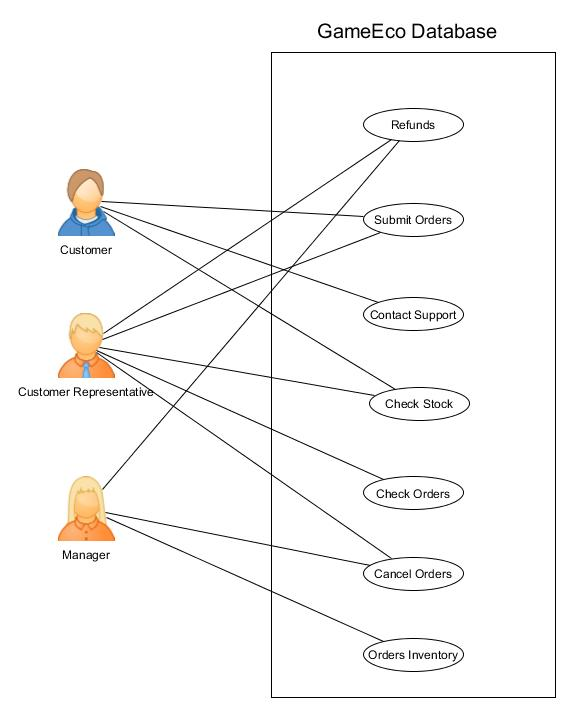 GameEco Database
Refunds
Submit Orders
Customer
Contact Support
Customer Representative
Check Stock
Check Orders
Manager
Cancel Orders
Orders Inventory